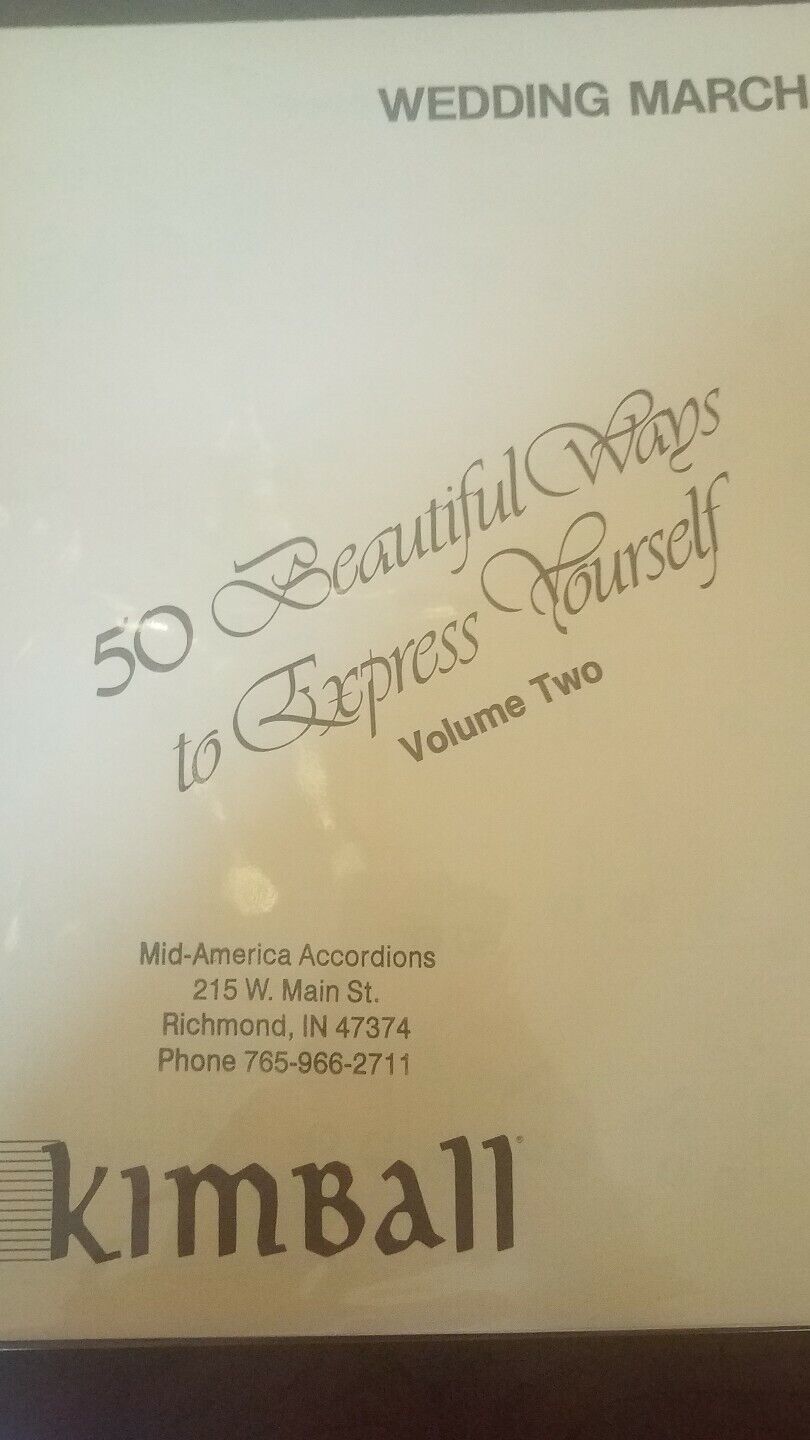 WEDDING MARCH
50 Beautiful Ways
to Express Yourself
Volume Two
Mid-America Accordions
215 W. Main St.
Richmond, IN 47374
Phone 765-966-2711
kimball®